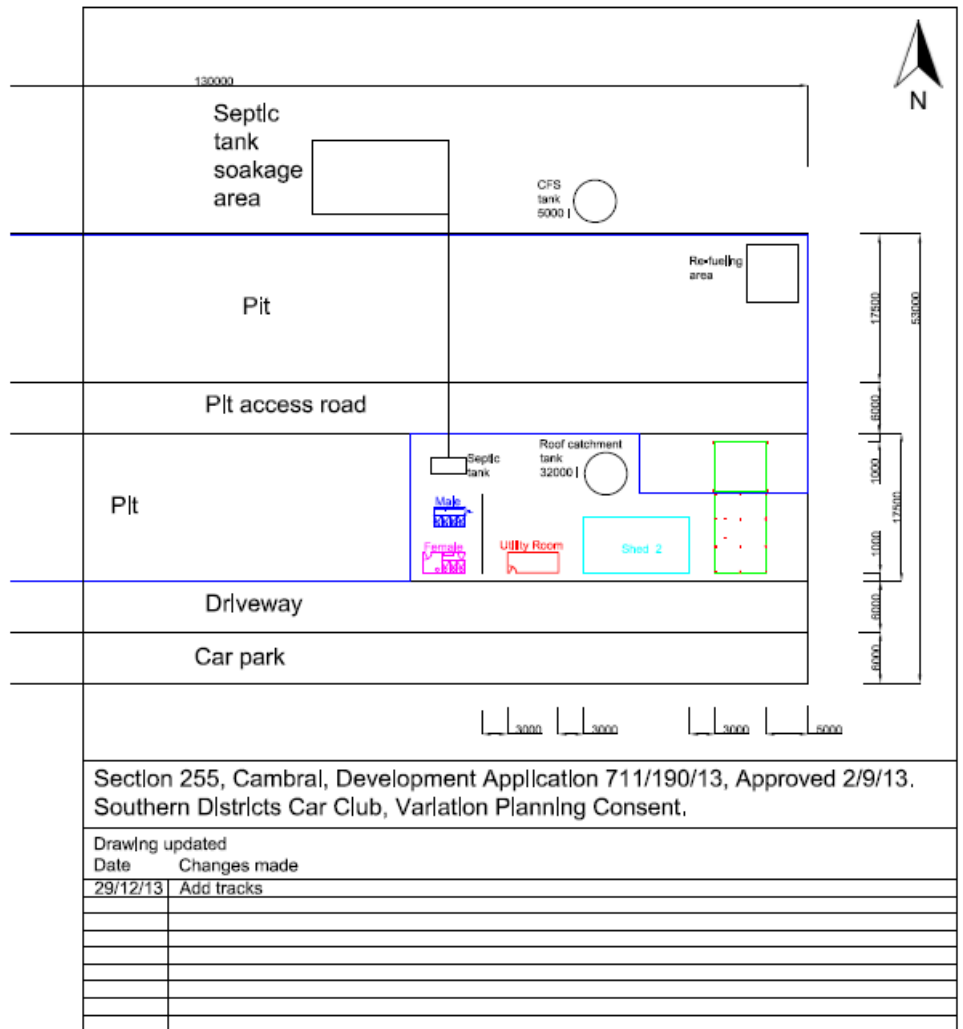 N
130000
Septic
tank
soakage
area
CFS
tank
5000 l
Re-fueling
area
Pit
17500
53000
Pit access road
6000
Roof catchment
tank
32000 l
Septic
tank
1000
17500
Pit
Male
Female
Utility Room
Shed 2
1000
Driveway
6000
Car park
6000
3000
3000
3000
5000
Section 255, Cambrai, Development Application 711/190/13, Approved 2/9/13.
Southern Districts Car Club, Variation Planning Consent.
Drawing updated
Date Changes made
29/12/13 Add tracks